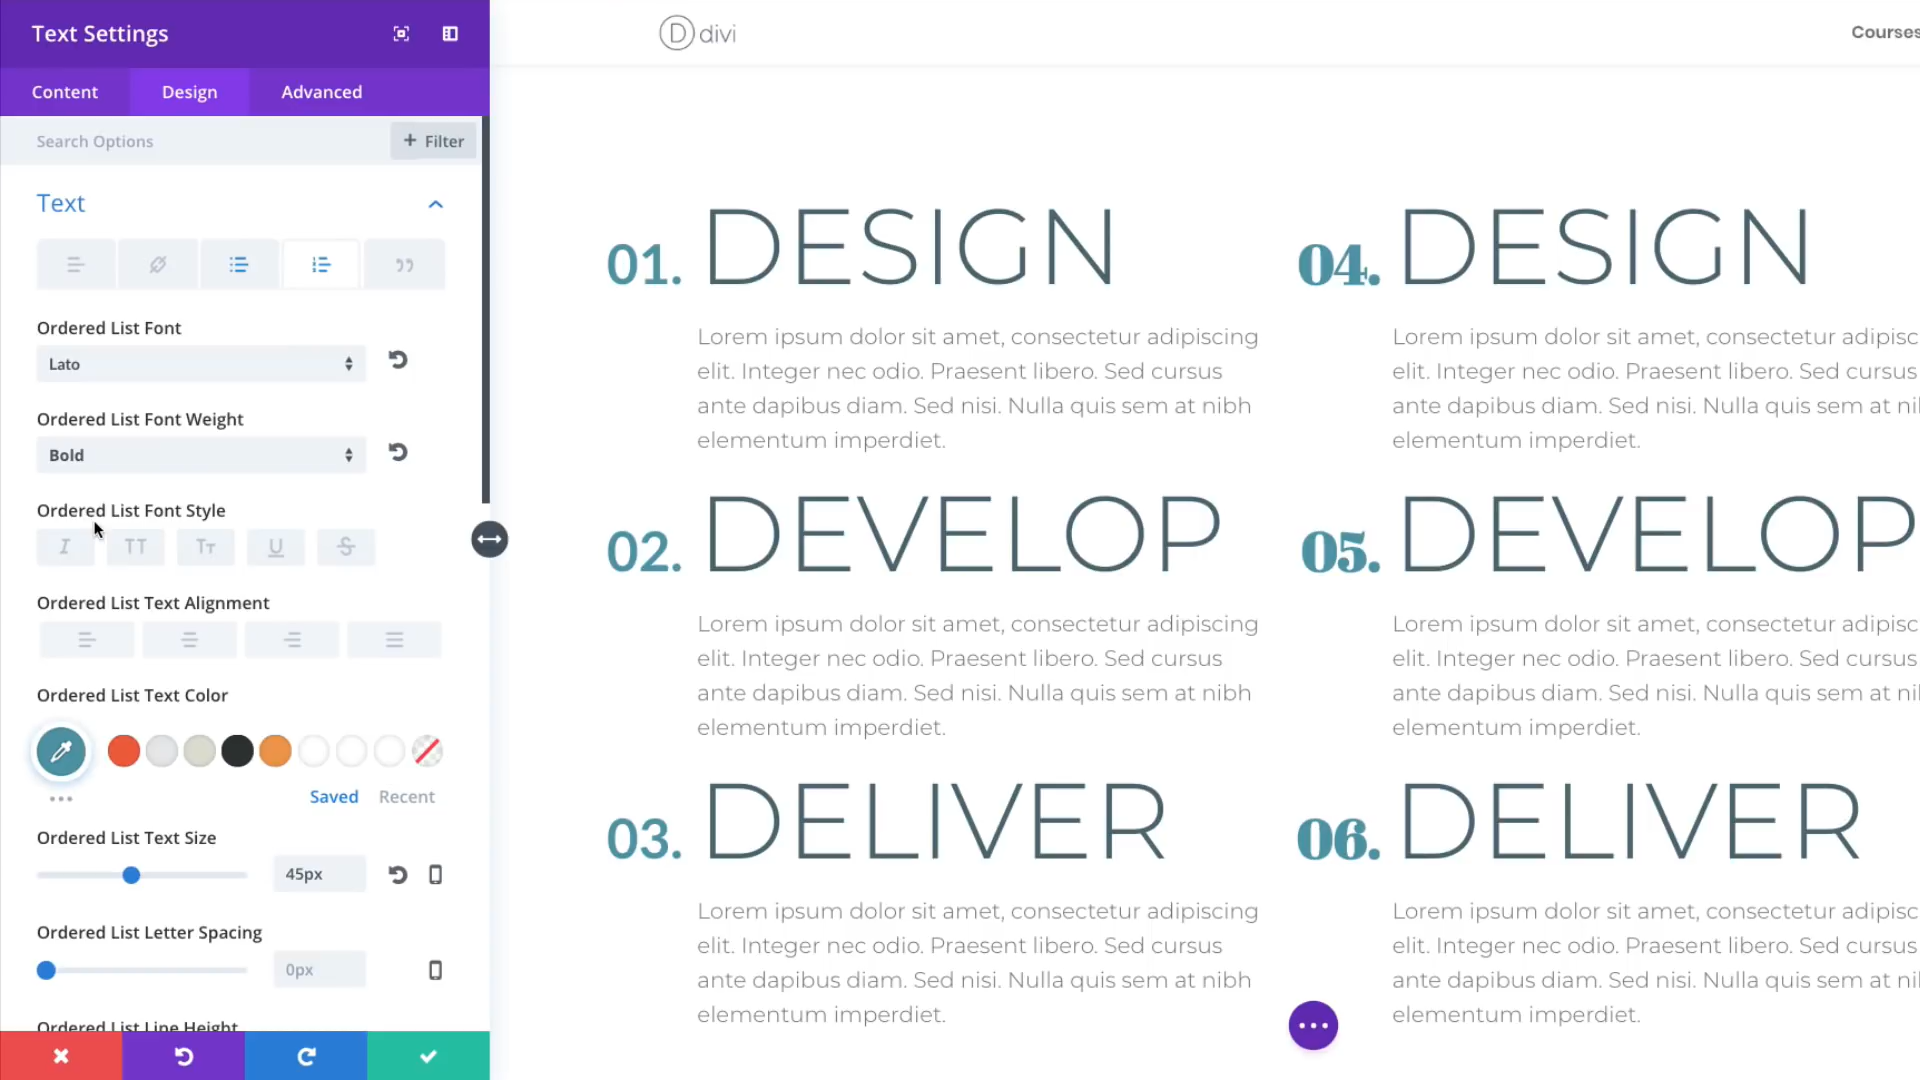 Text Settings
Content Design Advanced
Search Options
+ Filter
Text
Ordered List Font
Lato
Ordered List Font Weight
Bold
Ordered List Font Style
I TT Tт U S
Ordered List Text Alignment
Ordered List Text Color
Saved Recent
Ordered List Text Size
45px
Ordered List Letter Spacing
0px
Ordered List Line Height
D divi
Courses
01. DESIGN
Lorem ipsum dolor sit amet, consectetur adipiscing
elit. Integer nec odio. Praesent libero. Sed cursus
ante dapibus diam. Sed nisi. Nulla quis sem at nibh
elementum imperdiet.
02. DEVELOP
Lorem ipsum dolor sit amet, consectetur adipiscing
elit. Integer nec odio. Praesent libero. Sed cursus
ante dapibus diam. Sed nisi. Nulla quis sem at nibh
elementum imperdiet.
03. DELIVER
Lorem ipsum dolor sit amet, consectetur adipiscing
elit. Integer nec odio. Praesent libero. Sed cursus
ante dapibus diam. Sed nisi. Nulla quis sem at nibh
elementum imperdiet.
04. DESIGN
Lorem ipsum dolor sit amet, consectetur adipisc
elit. Integer nec odio. Praesent libero. Sed cursus
ante dapibus diam. Sed nisi. Nulla quis sem at ni
elementum imperdiet.
05. DEVELOP
Lorem ipsum dolor sit amet, consectetur adipisc
elit. Integer nec odio. Praesent libero. Sed cursus
ante dapibus diam. Sed nisi. Nulla quis sem at ni
elementum imperdiet.
06. DELIVER
Lorem ipsum dolor sit amet, consectetur adipisc
elit. Integer nec odio. Praesent libero. Sed cursus
ante dapibus diam. Sed nisi. Nulla quis sem at ni
elementum imperdiet.